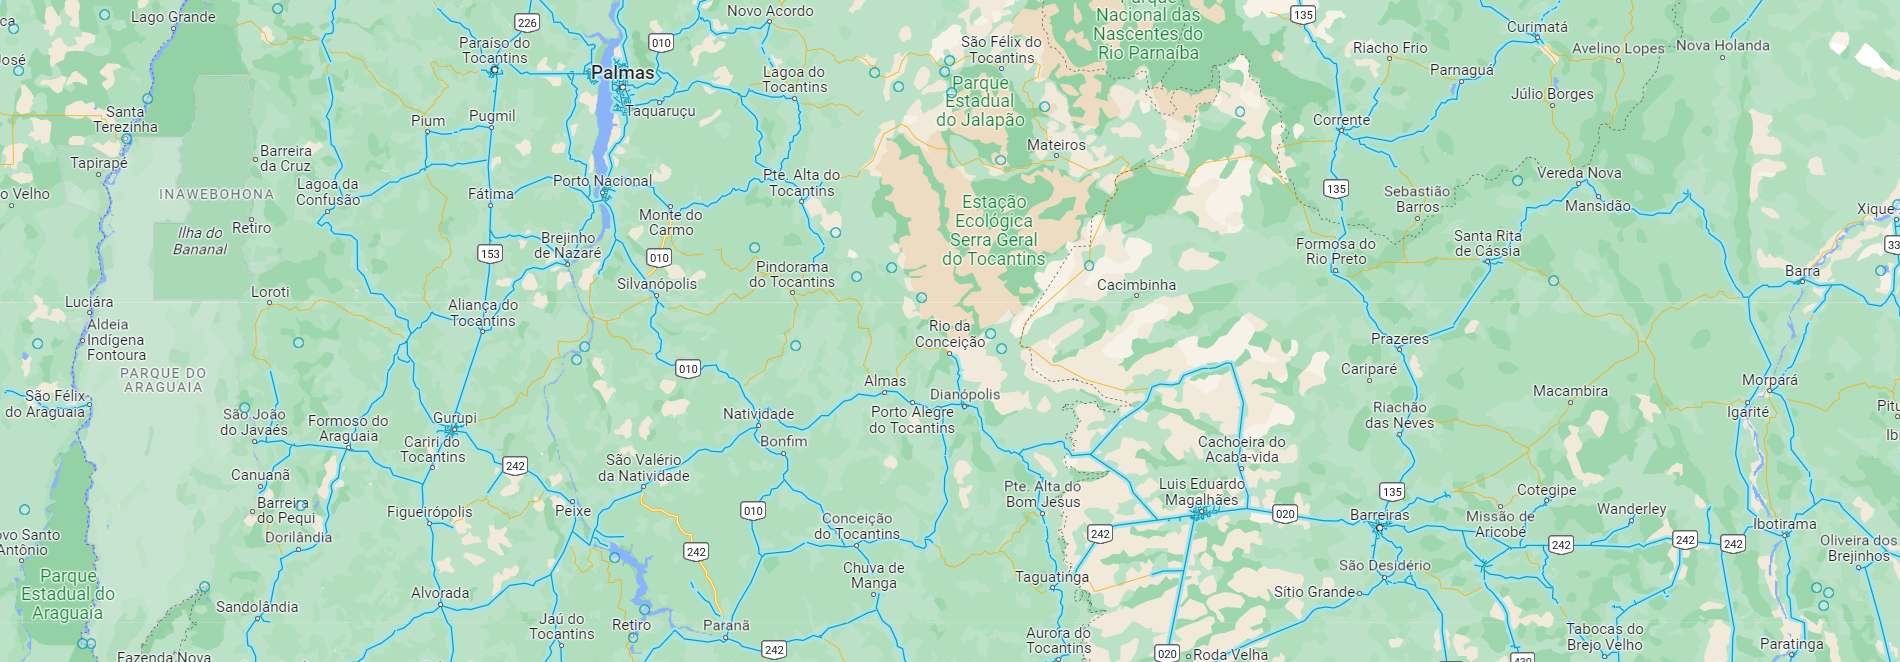 Lago Grande
226
Novo Acordo
Parque
Nacional das
Nascentes do
Rio Parnaíba
135
Curimatá
Avelino Lopes
Nova Holanda
Riacho Frio
Paraíso do
Tocantins
010
São Félix do
Tocantins
José
Palmas
Lagoa do
Tocantins
Parnaguá
Parque
Estadual
do Jalapão
Júlio Borges
Santa
Terezinha
Pium
Pugmil
Taquaruçu
Corrente
Mateiros
Barreira
da Cruz
Tapirapé
Lagoa da
Confusão
INAWEBOHONA
o Velho
Fátima
Porto Nacional
Pte. Alta do
Tocantins
135
Vereda Nova
Sebastião
Barros
Mansidão
Xique
Estação
Ecológica
Serra Geral
do Tocantins
Monte do
Carmo
Retiro
Ilha do
Bananal
153
Brejinho
de Nazaré
010
Formosa do
Rio Preto
Santa Rita
de Cássia
33
Silvanópolis
Pindorama
do Tocantins
Cacimbinha
Barra
Luciára
Loroti
Aliança do
Tocantins
Aldeia
Indígena
Fontoura
Rio da
Conceição
Prazeres
PARQUE DO
ARAGUAIA
010
Cariparé
São Félix
do Araguaia
Almas
Dianópolis
Macambira
Morpará
Igarité
São João
do Javaés
Formoso do
Araguaia
Gurupi
Natividade
Porto Alegre
do Tocantins
Riachão
das Neves
Cariri do
Tocantins
Bonfim
Cachoeira do
Acaba-vida
Canuanã
242
São Valério
da Natividade
Pte. Alta do
Bom Jesus
Luis Eduardo
Magalhães
135
Cotegipe
Barreira
do Pequi
Figueirópolis
Peixe
010
Conceição
do Tocantins
020
Barreiras
Missão de
Aricobé
Wanderley
Ibotirama
Dorilândia
ovo Santo
Antônio
242
242
242
242
242
Oliveira dos
Brejinhos
Parque
Estadual do
Araguaia
Chuva de
Manga
Taguatinga
São Desidério
Sítio Grande
Sandolândia
Alvorada
Jaú do
Tocantins
Retiro
Paranã
242
Aurora do
Tocantins
020
Roda Velha
Tabocas do
Brejo Velho
Paratinga
Fazenda Nova